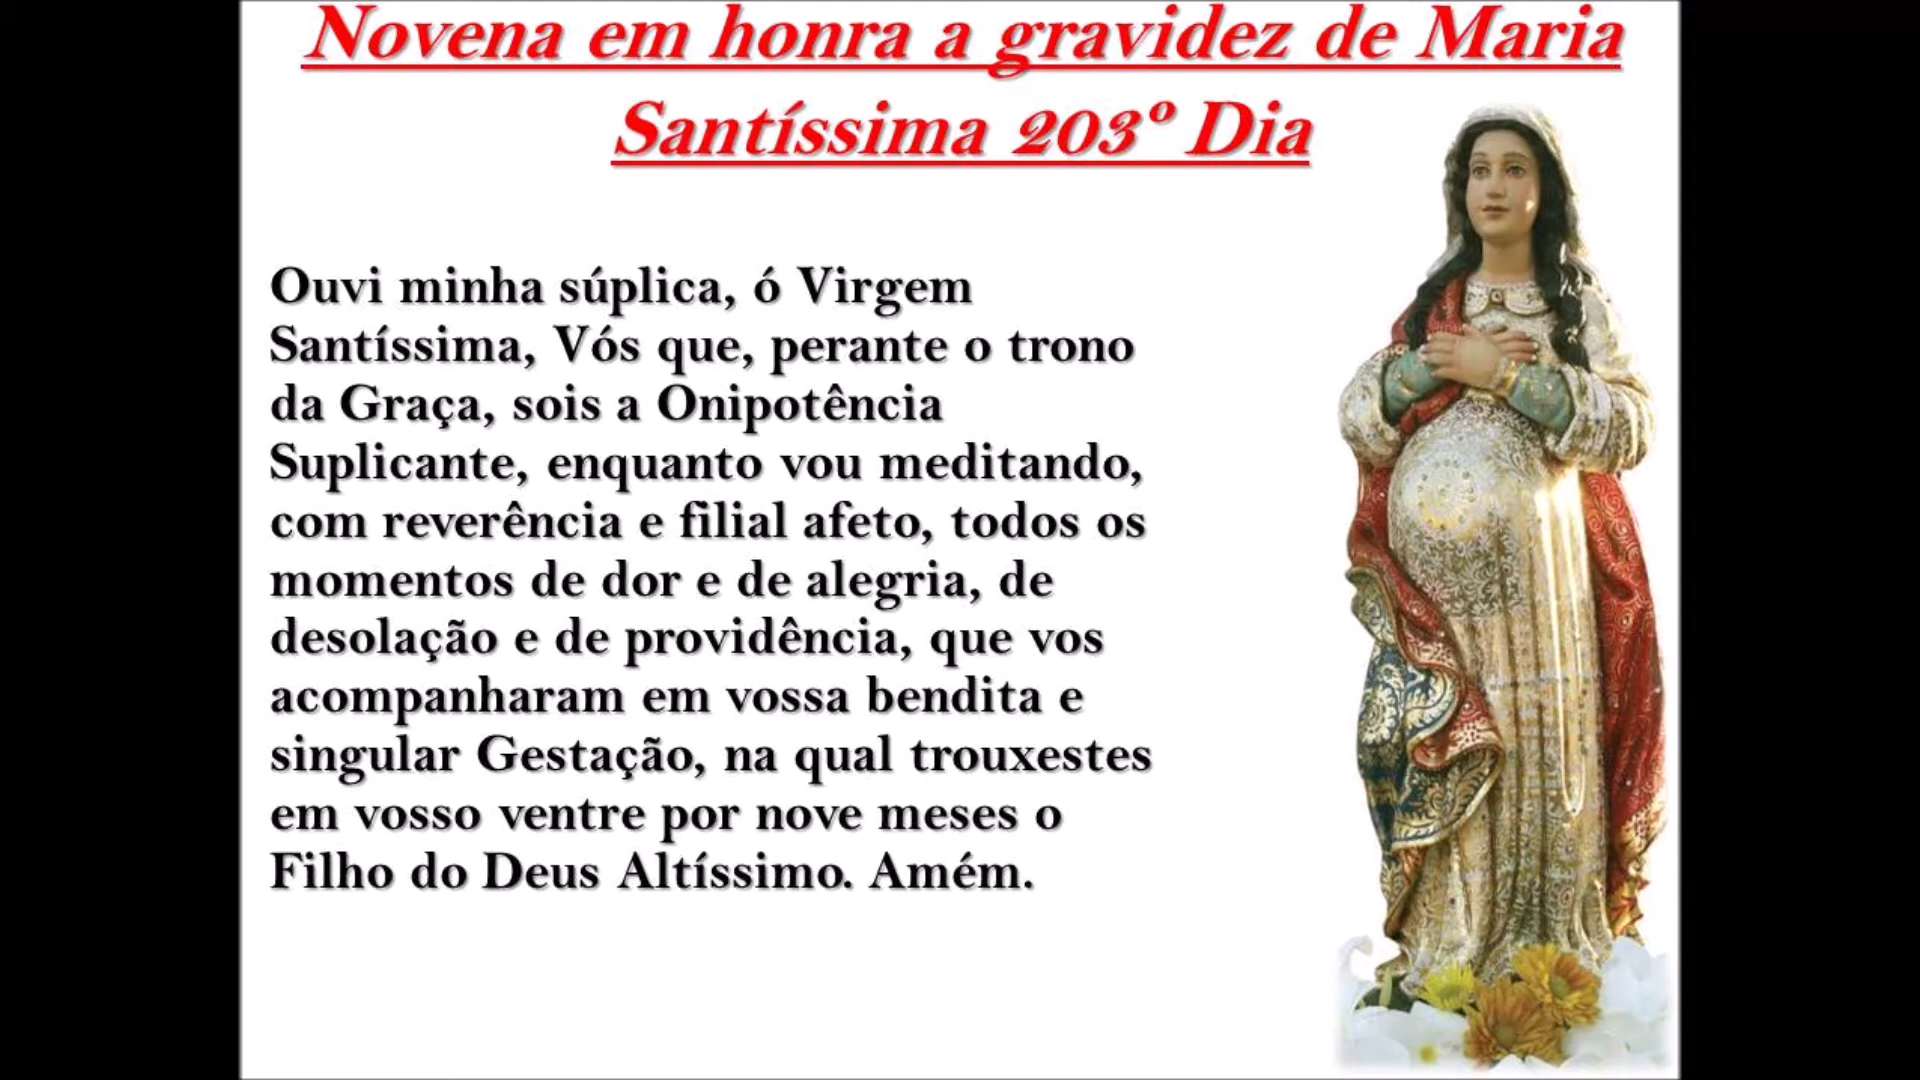 Novena em honra a gravidez de Maria
Santíssima 203º Dia
Ouvi minha súplica, ó Virgem
Santíssima, Vós que, perante o trono
da Graça, sois a Onipotência
Suplicante, enquanto vou meditando,
com reverência e filial afeto, todos os
momentos de dor e de alegria, de
desolação e de providência, que vos
acompanharam em vossa bendita e
singular Gestação, na qual trouxestes
em vosso ventre por nove meses o
Filho do Deus Altíssimo. Amém.